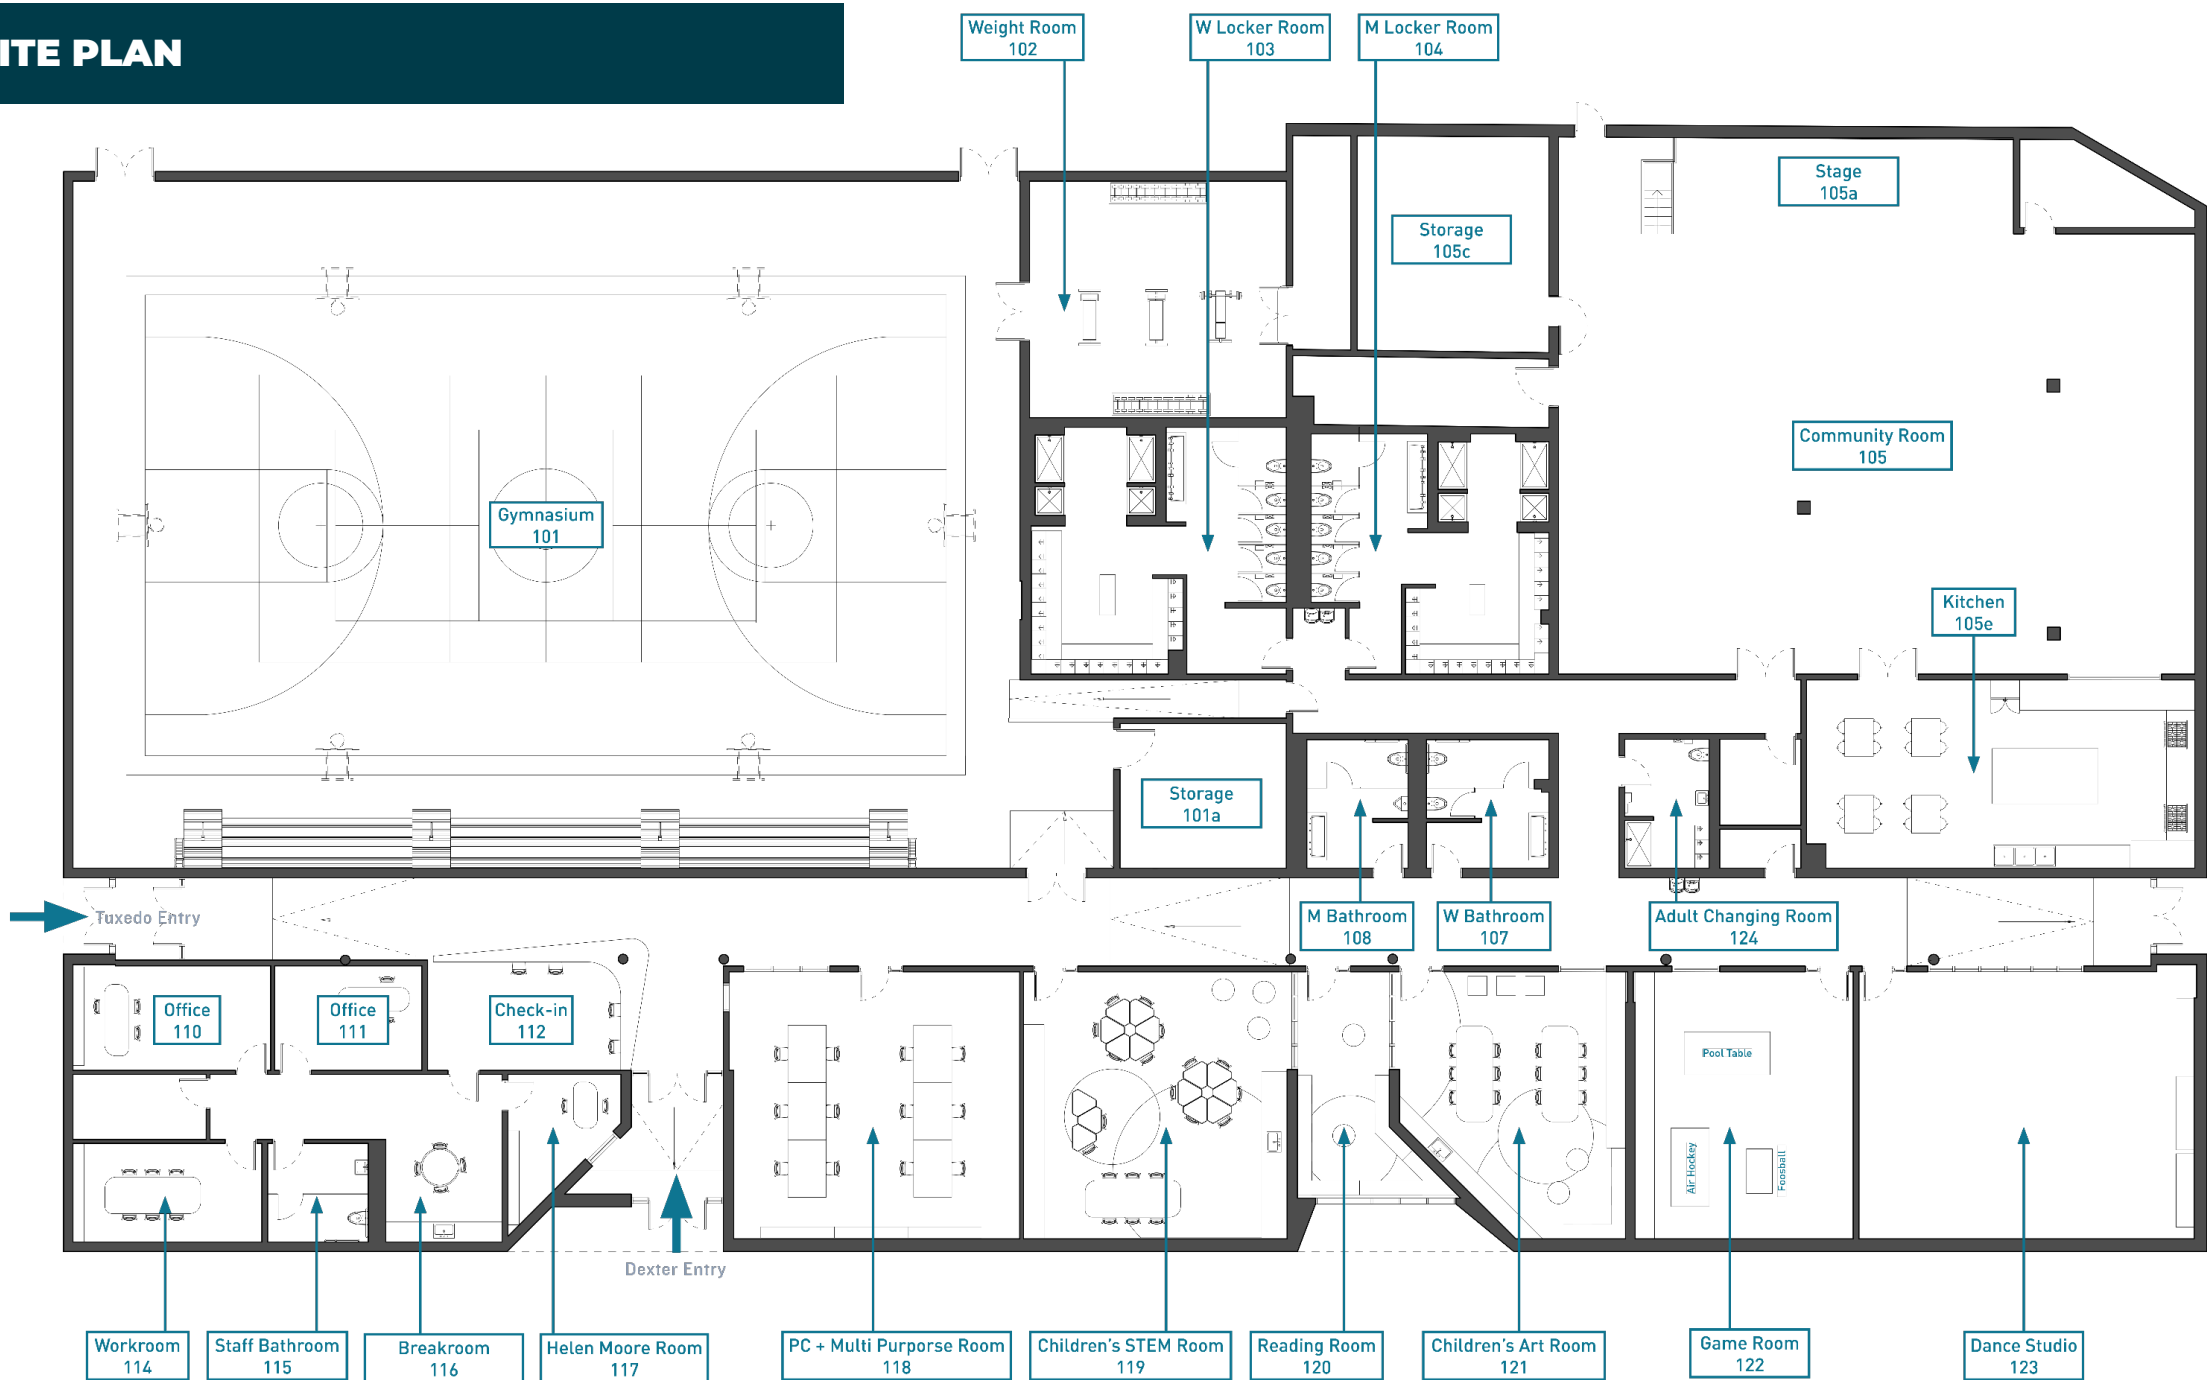 ITE PLAN
Weight Room
102
W Locker Room
103
M Locker Room
104
Stage
105a
Storage
105c
Community Room
105
Gymnasium
101
Kitchen
105e
Storage
101a
Tuxedo Entry
M Bathroom
108
W Bathroom
107
Adult Changing Room
124
Office
110
Office
111
Check-in
112
Pool Table
Air Hockey
Foosball
Dexter Entry
Workroom
114
Staff Bathroom
115
Breakroom
116
Helen Moore Room
117
PC + Multi Purporse Room
118
Children's STEM Room
119
Reading Room
120
Children's Art Room
121
Game Room
122
Dance Studio
123